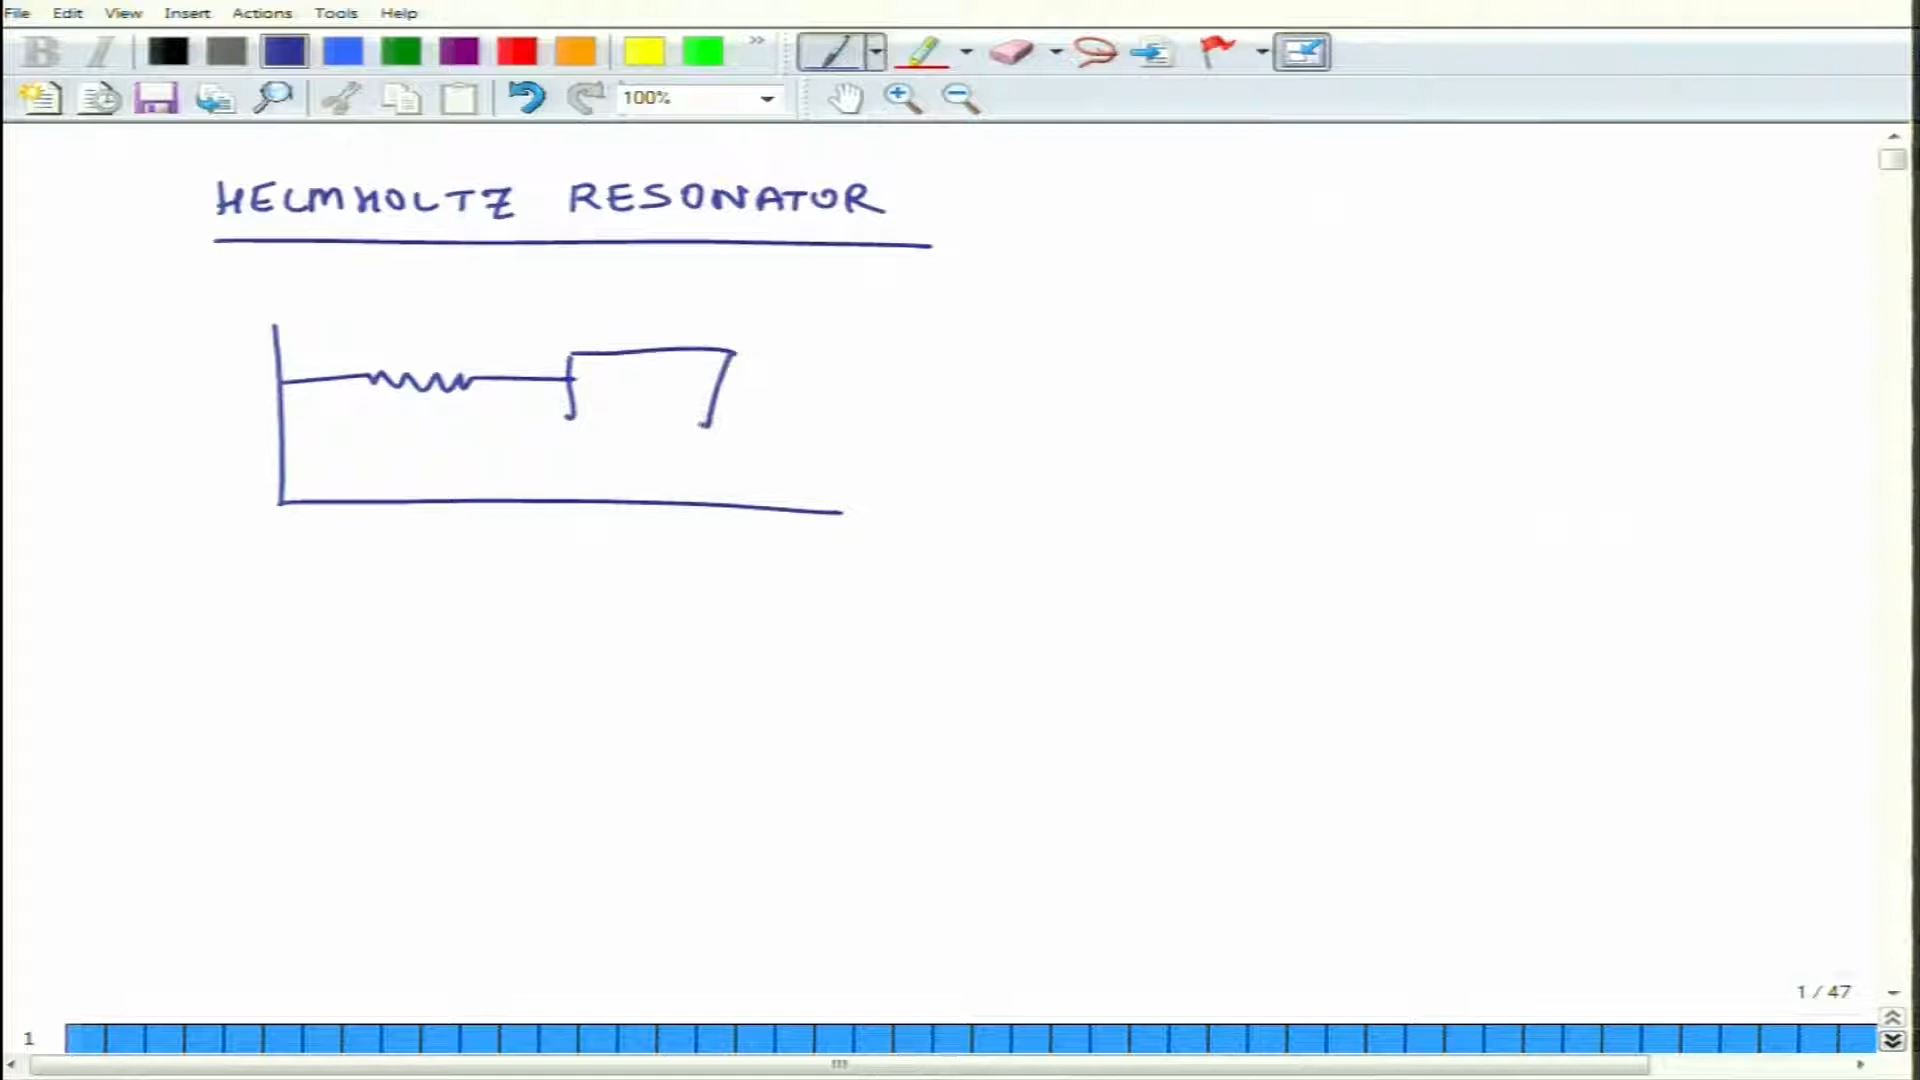 File Edit View Insert Actions Tools Help
B I »
100%
HELMHOLTZ RESONATOR
1 / 47
1